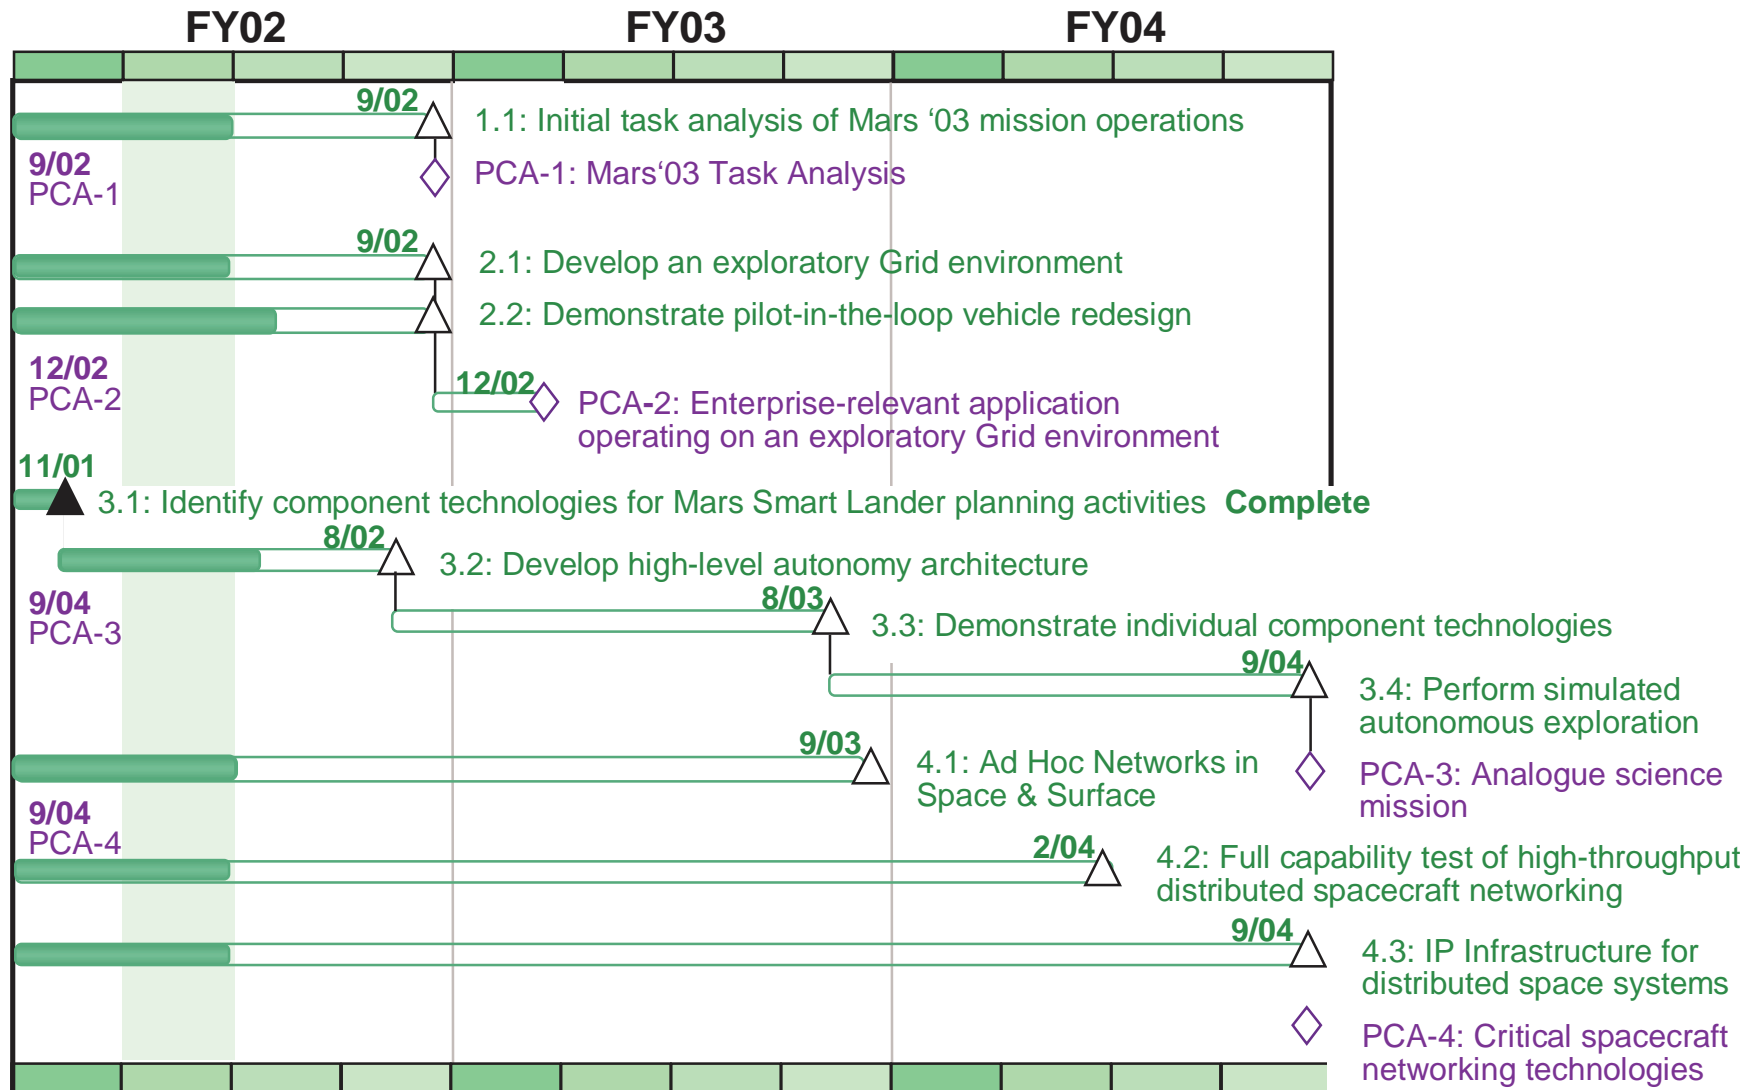 FY02 FY03 FY04
9/02
1.1: Initial task analysis of Mars ‘03 mission operations
9/02
PCA-1
PCA-1: Mars‘03 Task Analysis
9/02
2.1: Develop an exploratory Grid environment
2.2: Demonstrate pilot-in-the-loop vehicle redesign
12/02
PCA-2
12/02
PCA-2: Enterprise-relevant application
operating on an exploratory Grid environment
11/01
3.1: Identify component technologies for Mars Smart Lander planning activities Complete
8/02
3.2: Develop high-level autonomy architecture
9/04
PCA-3
8/03
3.3: Demonstrate individual component technologies
9/04
3.4: Perform simulated
autonomous exploration
9/03
4.1: Ad Hoc Networks in
Space & Surface
PCA-3: Analogue science
mission
9/04
PCA-4
2/04
4.2: Full capability test of high-throughput
distributed spacecraft networking
9/04
4.3: IP Infrastructure for
distributed space systems
PCA-4: Critical spacecraft
networking technologies